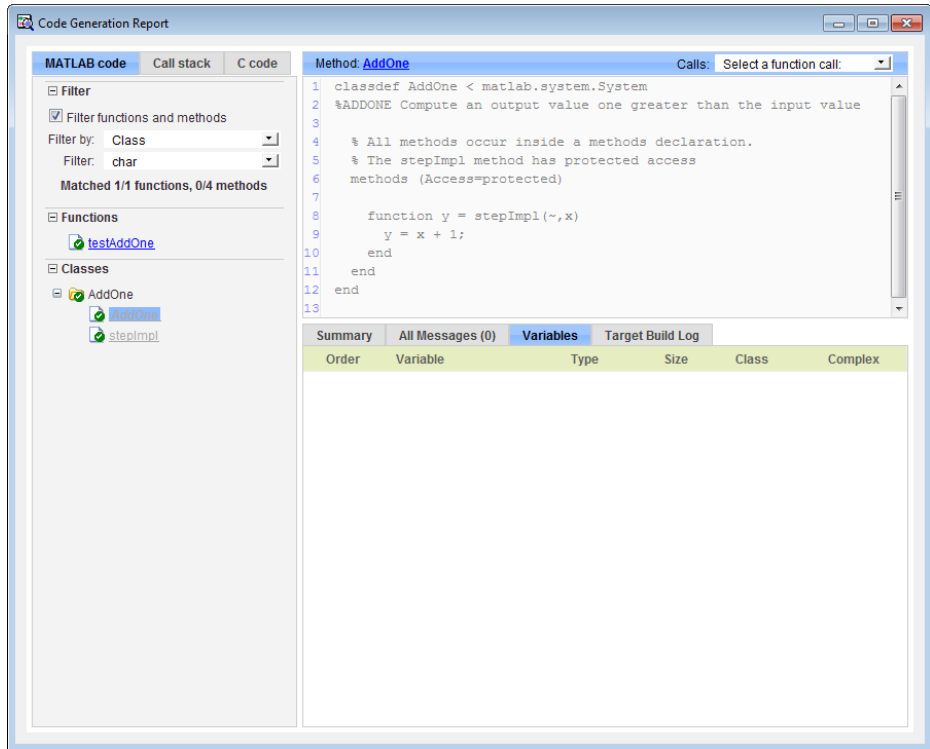 Code Generation Report
MATLAB code Call stack C code
Filter
Filter functions and methods
Filter by: Class
Filter: char
Matched 1/1 functions, 0/4 methods
Functions
testAddOne
Classes
AddOne
AddOne
stepImpl
Method: AddOne Calls: Select a function call:
1 classdef AddOne < matlab.system.System
2 %ADDONE Compute an output value one greater than the input value
3
4 % All methods occur inside a methods declaration.
5 % The stepImpl method has protected access
6 methods (Access=protected)
7
8 function y = stepImpl(~,x)
9 y = x + 1;
10 end
11 end
12 end
13
Summary All Messages (0) Variables Target Build Log
Order Variable Type Size Class Complex